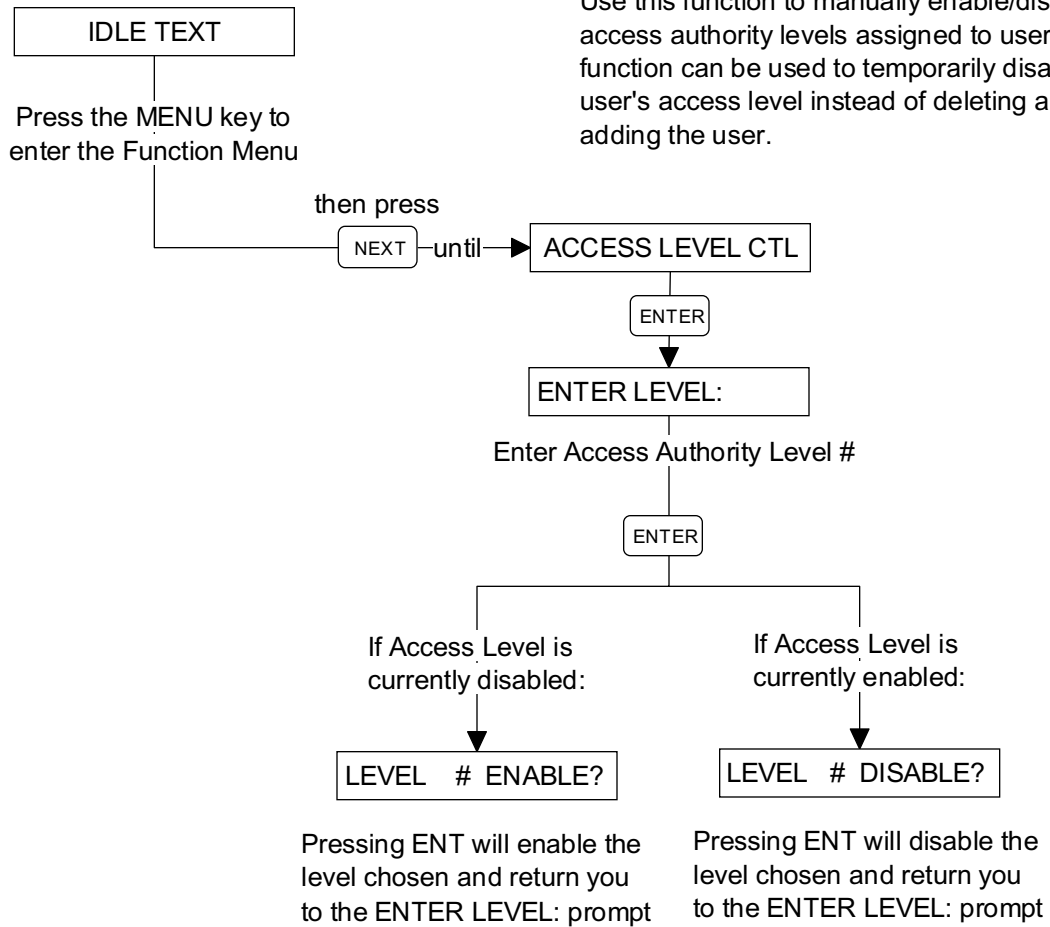 Use this function to manually enable/dis
access authority levels assigned to user
function can be used to temporarily disa
user's access level instead of deleting a
adding the user.
IDLE TEXT
Press the MENU key to
enter the Function Menu
then press
NEXT until ACCESS LEVEL CTL
ENTER
ENTER LEVEL:
Enter Access Authority Level #
ENTER
If Access Level is
currently disabled:
LEVEL # ENABLE?
Pressing ENT will enable the
level chosen and return you
to the ENTER LEVEL: prompt
If Access Level is
currently enabled:
LEVEL # DISABLE?
Pressing ENT will disable the
level chosen and return you
to the ENTER LEVEL: prompt